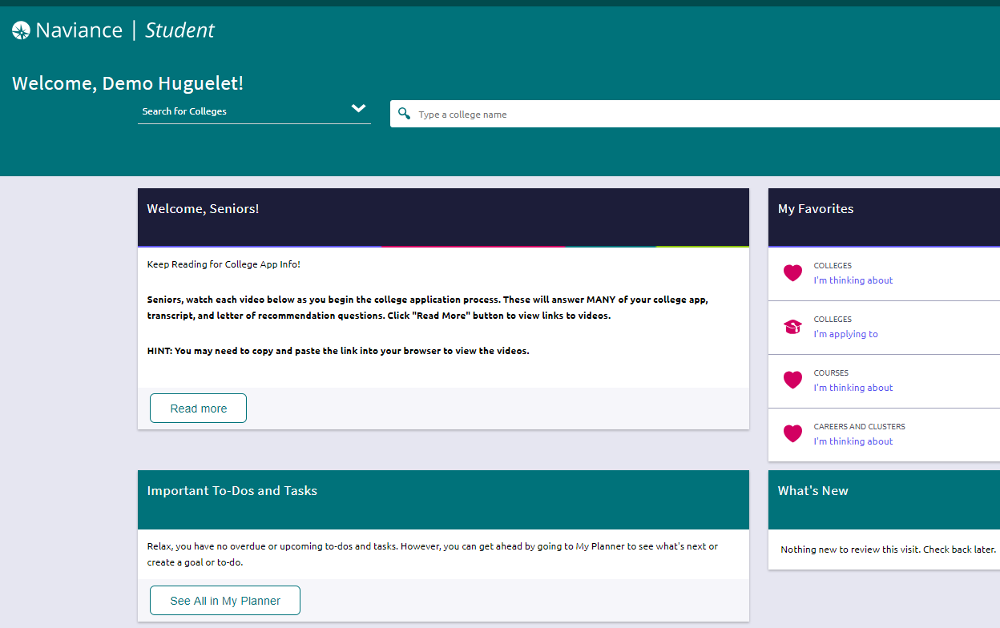 Naviance | Student
Welcome, Demo Huguelet!
Search for Colleges
Type a college name
Welcome, Seniors!
Keep Reading for College App Info!
Seniors, watch each video below as you begin the college application process. These will answer MANY of your college app,
transcript, and letter of recommendation questions. Click "Read More" button to view links to videos.
HINT: You may need to copy and paste the link into your browser to view the videos.
Read more
My Favorites
COLLEGES
I'm thinking about
COLLEGES
I'm applying to
COURSES
I'm thinking about
CAREERS AND CLUSTERS
I'm thinking about
Important To-Dos and Tasks
Relax, you have no overdue or upcoming to-dos and tasks. However, you can get ahead by going to My Planner to see what's next or
create a goal or to-do.
See All in My Planner
What's New
Nothing new to review this visit. Check back later.